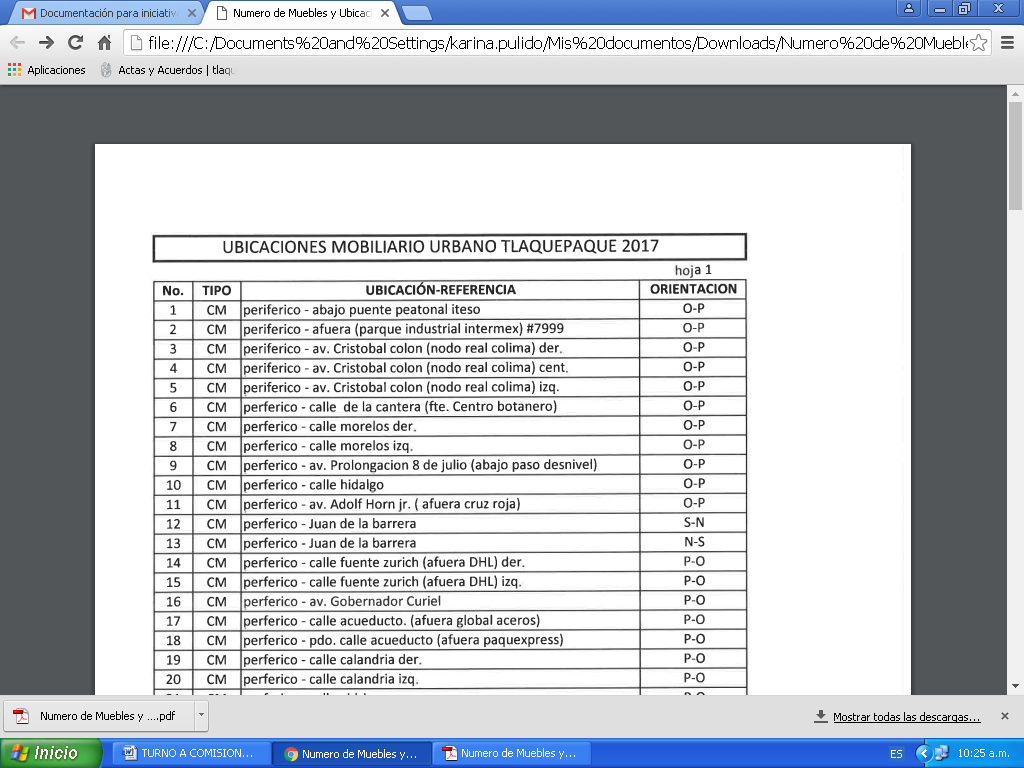 Documentación para iniciativ
Numero de Muebles y Ubicac
file:///C:/Documents%20and%20Settings/karina.pulido/Mis%20documentos/Downloads/Numero%20de%20Mueble
Aplicaciones Actas y Acuerdos | tlaqu
UBICACIONES MOBILIARIO URBANO TLAQUEPAQUE 2017
hoja 1
No. TIPO UBICACIÓN-REFERENCIA ORIENTACION
1 CM periferico - abajo puente peatonal iteso O-P
2 CM periferico - afuera (parque industrial intermex) #7999 O-P
3 CM periferico - av. Cristobal colon (nodo real colima) der. O-P
4 CM periferico - av. Cristobal colon (nodo real colima) cent. O-P
5 CM periferico - av. Cristobal colon (nodo real colima) izq. O-P
6 CM perferico - calle de la cantera (fte. Centro botanero) O-P
7 CM perferico - calle morelos der. O-P
8 CM perferico - calle morelos izq. O-P
9 CM perferico - av. Prolongacion 8 de julio (abajo paso desnivel) O-P
10 CM perferico - calle hidalgo O-P
11 CM perferico - av. Adolf Horn jr. ( afuera cruz roja) O-P
12 CM perferico - Juan de la barrera S-N
13 CM perferico - Juan de la barrera N-S
14 CM perferico - calle fuente zurich (afuera DHL) der. P-O
15 CM perferico - calle fuente zurich (afuera DHL) izq. P-O
16 CM perferico - av. Gobernador Curiel P-O
17 CM perferico - calle acueducto. (afuera global aceros) P-O
18 CM perferico - pdo. calle acueducto (afuera paquexpress) P-O
19 CM perferico - calle calandria der. P-O
20 CM perferico - calle calandria izq. P-O
Numero de Muebles y ....pdf
Mostrar todas las descargas...
Inicio
TURNO A COMISION...
Numero de Muebles y...
Numero de Muebles y...
ES
10:25 a.m.